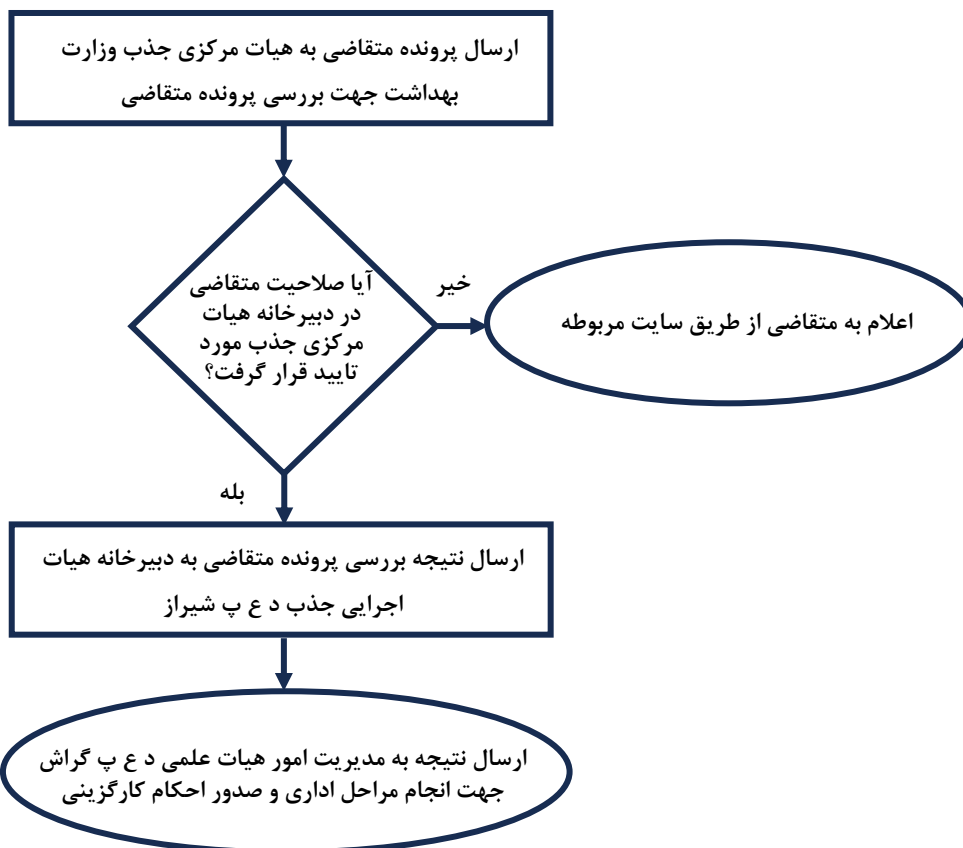 ارسال پرونده متقاضی به هیات مرکزی جذب وزارت
بهداشت جهت بررسی پرونده متقاضی
آیا صلاحیت متقاضی
در دبیرخانه هیات
مرکزی جذب مورد
تایید قرار گرفت؟
خیر
اعلام به متقاضی از طریق سایت مربوطه
بله
ارسال نتیجه بررسی پرونده متقاضی به دبیرخانه هیات
اجرایی جذب د ع پ شیراز
ارسال نتیجه به مدیریت امور هیات علمی د ع پ گراش
جهت انجام مراحل اداری و صدور احکام کارگزینی